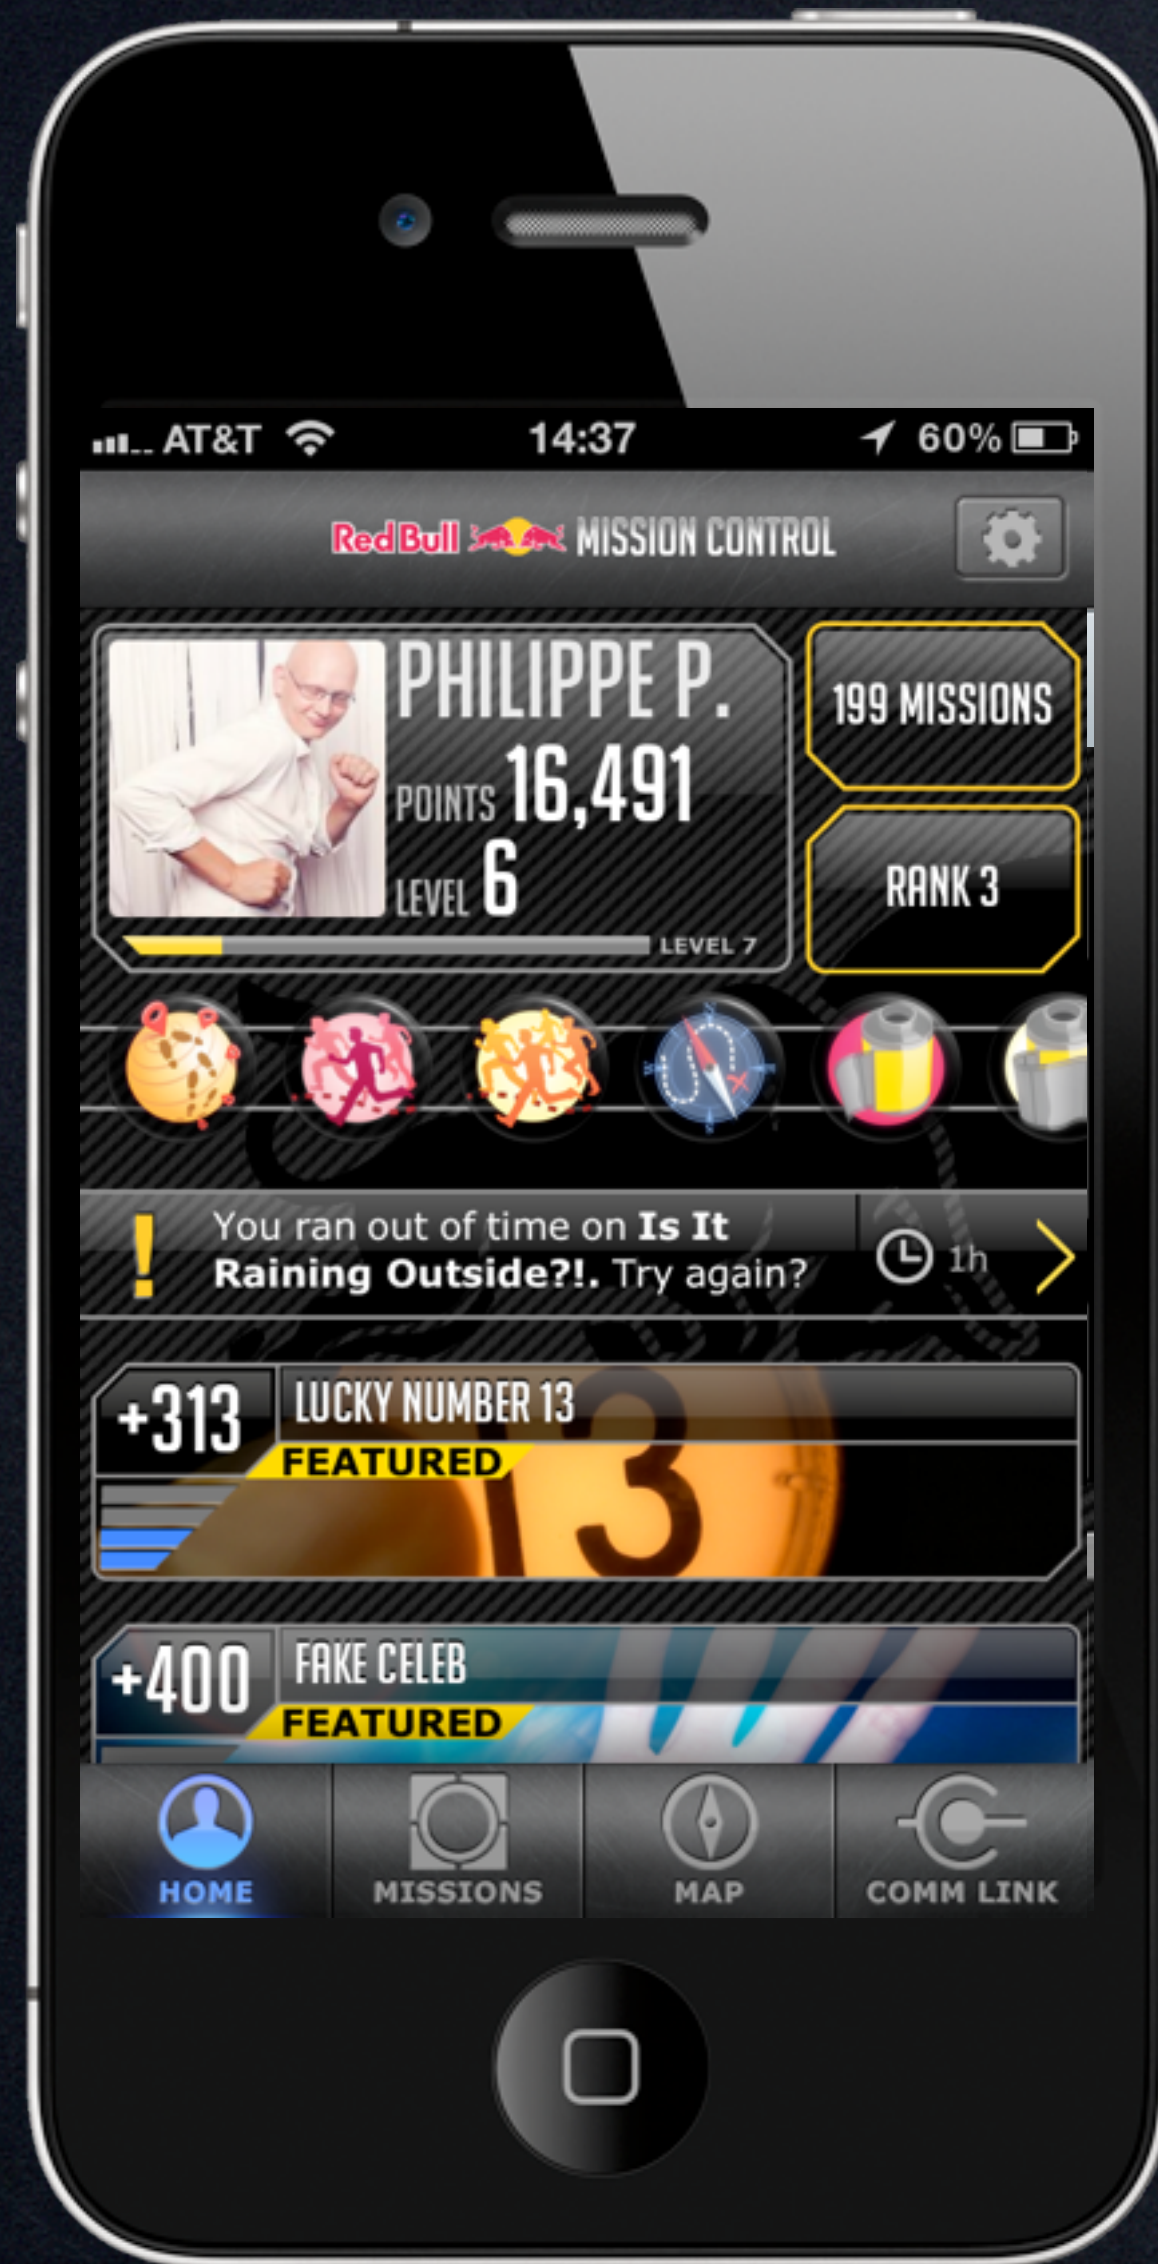 AT&T 14:37 60%
Red Bull MISSION CONTROL
PHILIPPE P.
POINTS 16,491
LEVEL 6
LEVEL 7
199 MISSIONS
RANK 3
! You ran out of time on Is It
Raining Outside?!. Try again?
1h
+313 LUCKY NUMBER 13
FEATURED
3
+400 FAKE CELEB
FEATURED
HOME MISSIONS MAP COMM LINK